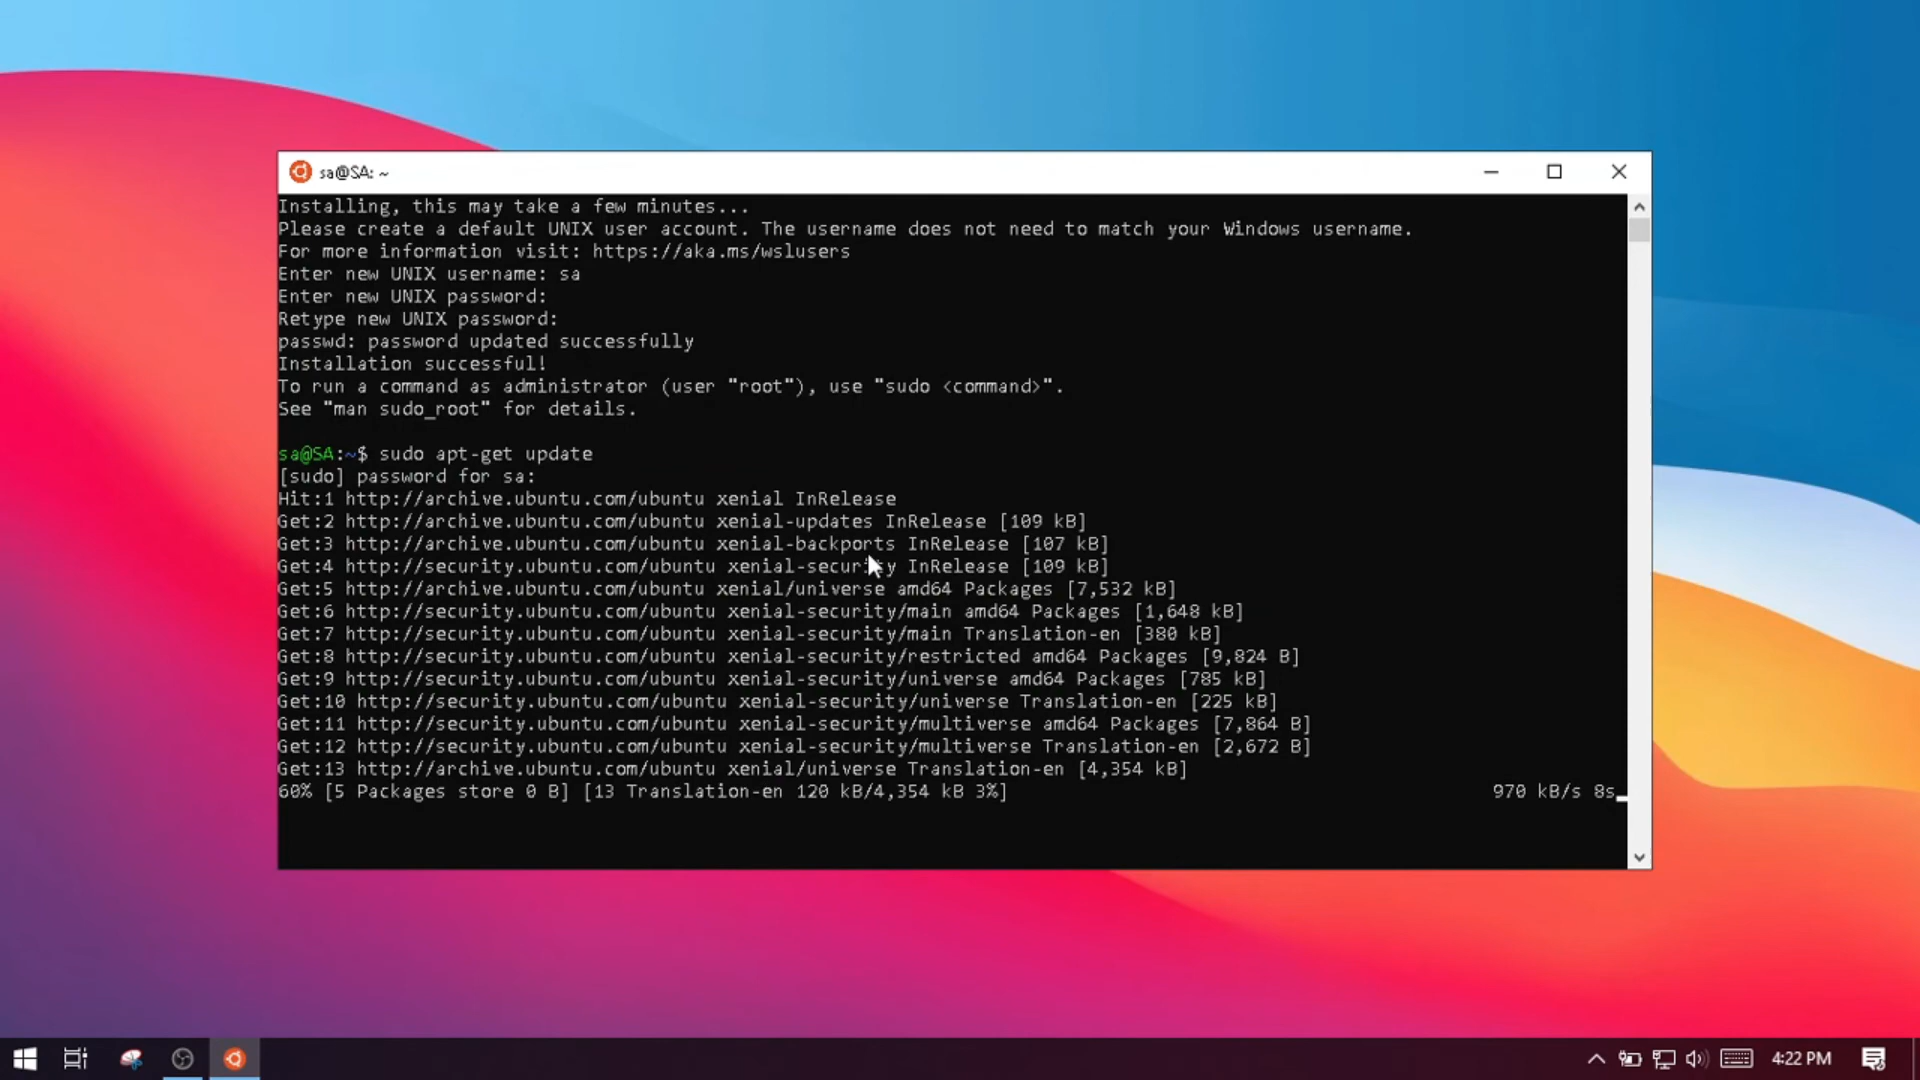 sa@SA: ~
Installing, this may take a few minutes...
Please create a default UNIX user account. The username does not need to match your Windows username.
For more information visit: https://aka.ms/wslusers
Enter new UNIX username: sa
Enter new UNIX password:
Retype new UNIX password:
passwd: password updated successfully
Installation successful!
To run a command as administrator (user "root"), use "sudo <command>".
See "man sudo_root" for details.
sa@SA:~$ sudo apt-get update
[sudo] password for sa:
Hit:1 http://archive.ubuntu.com/ubuntu xenial InRelease
Get:2 http://archive.ubuntu.com/ubuntu xenial-updates InRelease [109 kB]
Get:3 http://archive.ubuntu.com/ubuntu xenial-backports InRelease [107 kB]
Get:4 http://security.ubuntu.com/ubuntu xenial-security InRelease [109 kB]
Get:5 http://archive.ubuntu.com/ubuntu xenial/universe amd64 Packages [7,532 kB]
Get:6 http://security.ubuntu.com/ubuntu xenial-security/main amd64 Packages [1,648 kB]
Get:7 http://security.ubuntu.com/ubuntu xenial-security/main Translation-en [380 kB]
Get:8 http://security.ubuntu.com/ubuntu xenial-security/restricted amd64 Packages [9,824 B]
Get:9 http://security.ubuntu.com/ubuntu xenial-security/universe amd64 Packages [785 kB]
Get:10 http://security.ubuntu.com/ubuntu xenial-security/universe Translation-en [225 kB]
Get:11 http://security.ubuntu.com/ubuntu xenial-security/multiverse amd64 Packages [7,864 B]
Get:12 http://security.ubuntu.com/ubuntu xenial-security/multiverse Translation-en [2,672 B]
Get:13 http://archive.ubuntu.com/ubuntu xenial/universe Translation-en [4,354 kB]
60% [5 Packages store 0 B] [13 Translation-en 120 kB/4,354 kB 3%] 970 kB/s 8s
4:22 PM